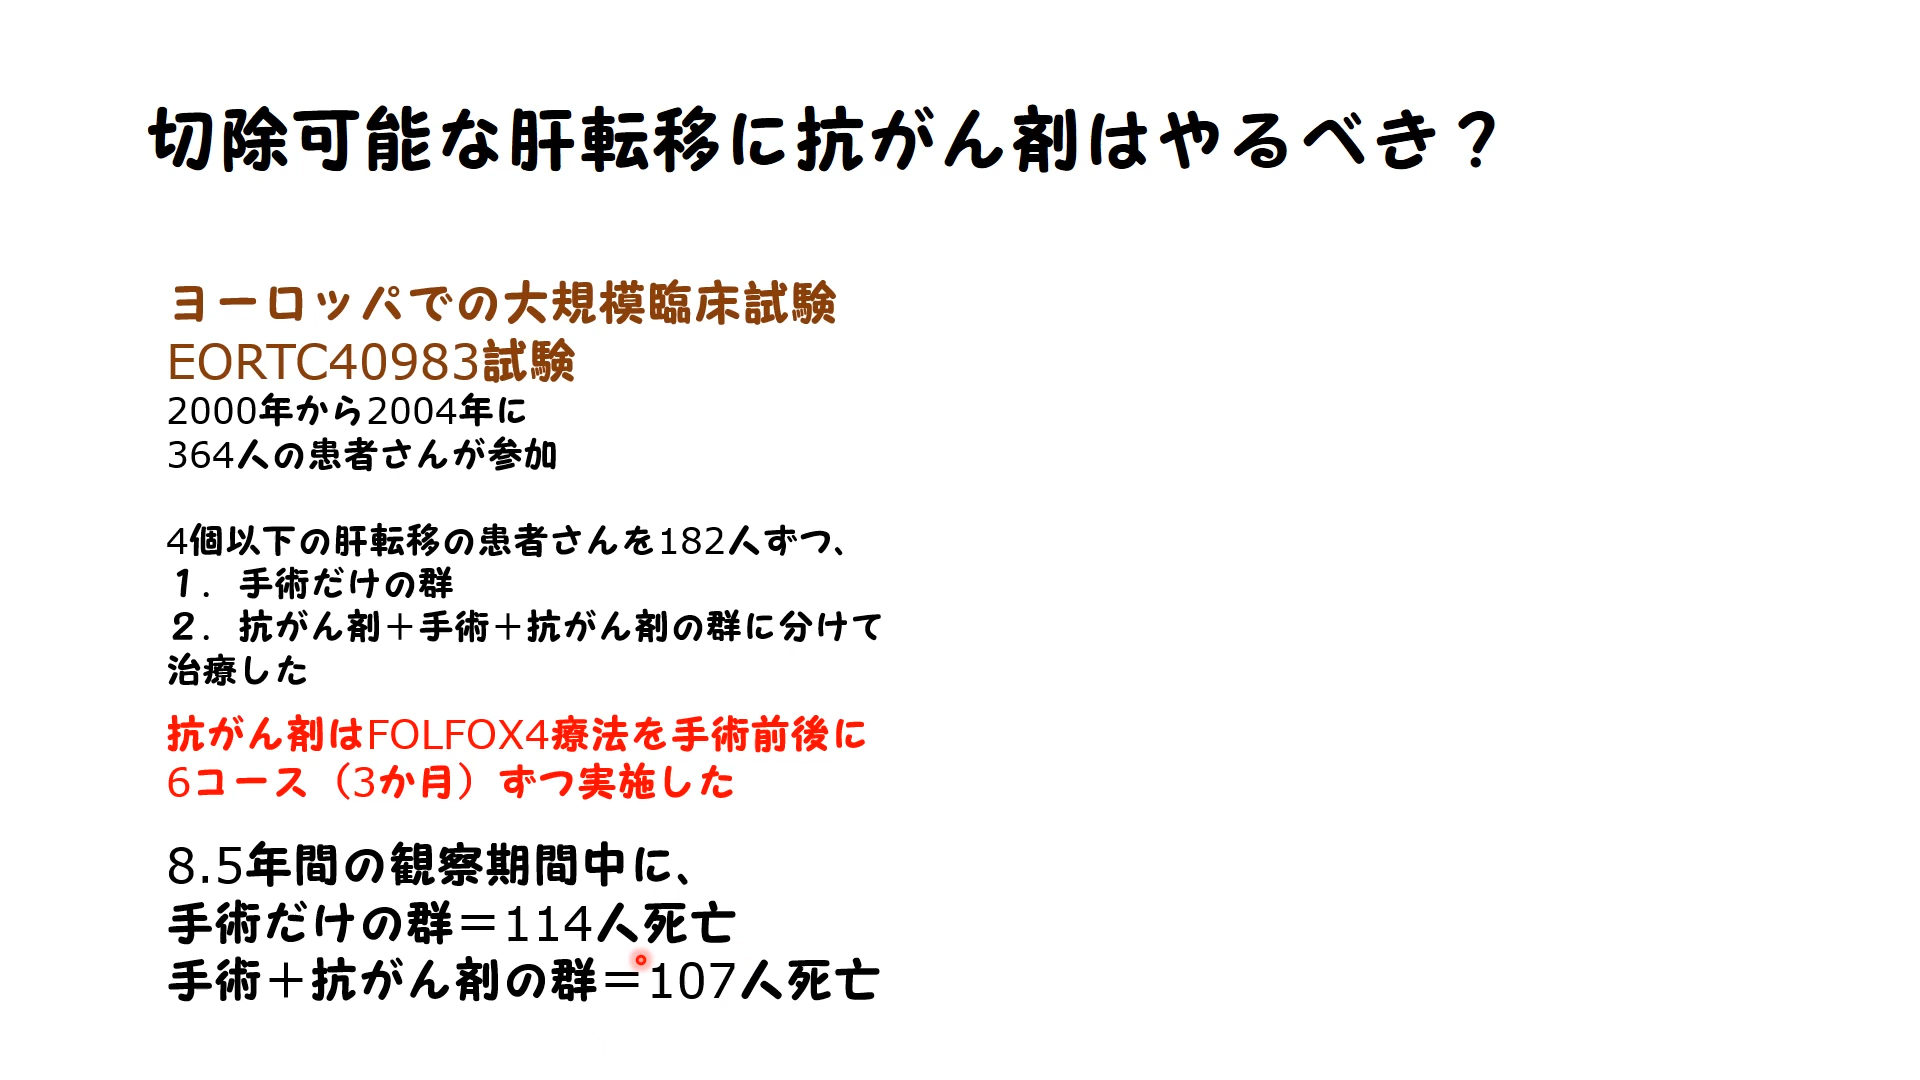 切除可能な肝転移に抗がん剤はやるべき？
ヨーロッパでの大規模臨床試験
EORTC40983試験
2000年から2004年に
364人の患者さんが参加
4個以下の肝転移の患者さんを182人ずつ、
１．手術だけの群
２．抗がん剤＋手術＋抗がん剤の群に分けて
治療した
抗がん剤はFOLFOX4療法を手術前後に
6コース（3か月）ずつ実施した
8.5年間の観察期間中に、
手術だけの群＝114人死亡
手術＋抗がん剤の群＝107人死亡